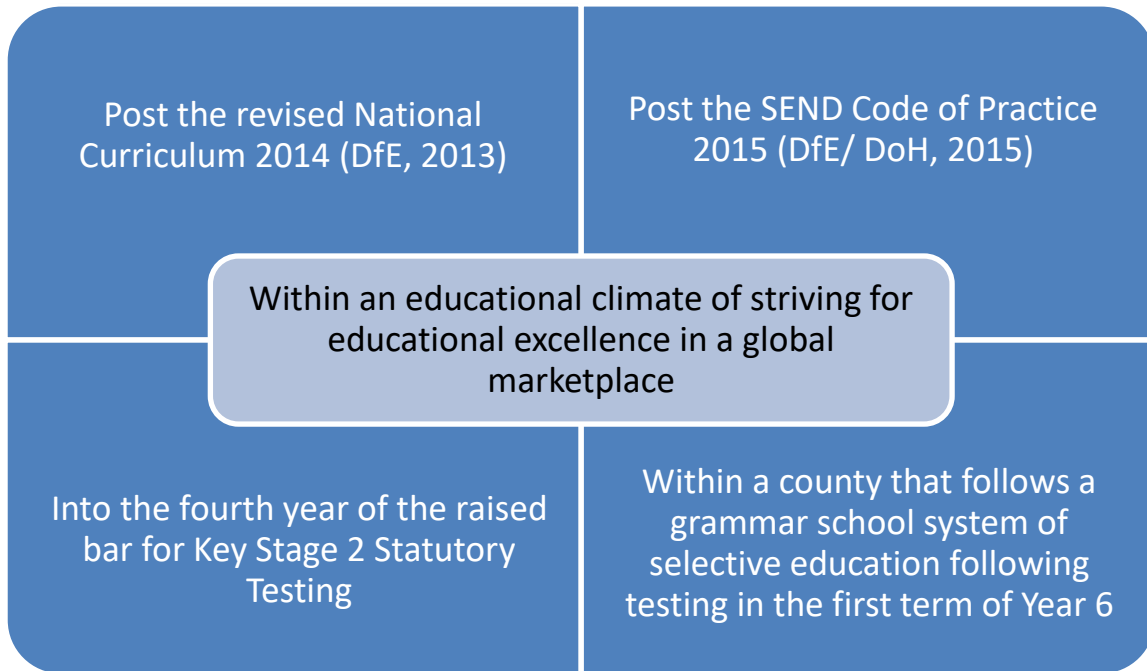 Post the revised National
Curriculum 2014 (DfE, 2013)
Post the SEND Code of Practice
2015 (DfE/ DoH, 2015)
Within an educational climate of striving for
educational excellence in a global
marketplace
Into the fourth year of the raised
bar for Key Stage 2 Statutory
Testing
Within a county that follows a
grammar school system of
selective education following
testing in the first term of Year 6